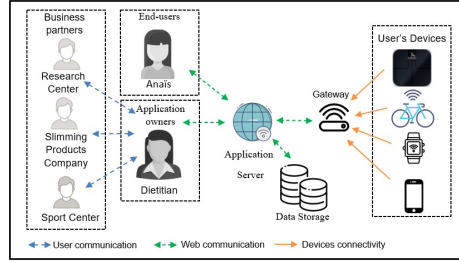 Business
partners
Research
Center
Slimming
Products
Company
Sport Center
End-users
Anaïs
Application
owners
Dietitian
Application
Server
Data Storage
Gateway
User's Devices
User communication
Web communication
Devices connectivity